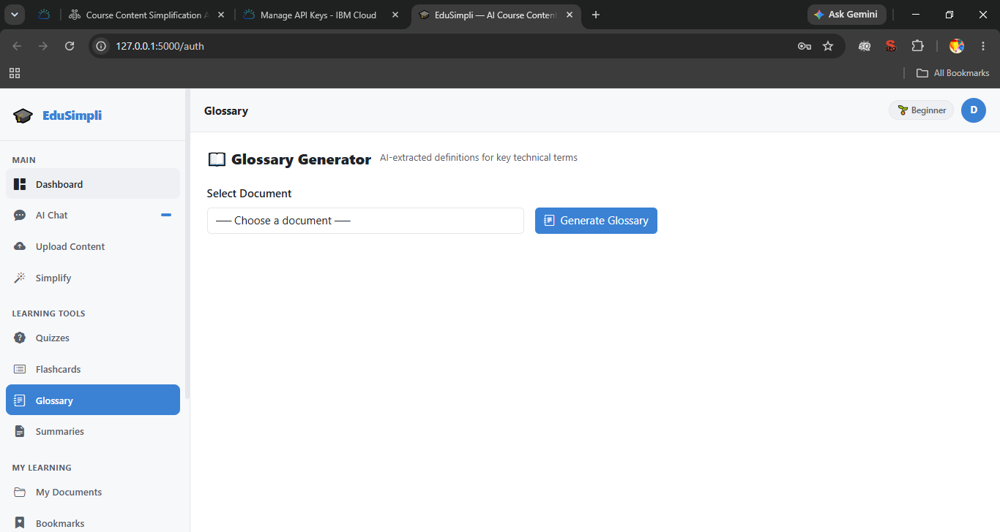 Course Content Simplification A
Manage API Keys - IBM Cloud
EduSimpli — AI Course Content
Ask Gemini
127.0.0.1:5000/auth
All Bookmarks
EduSimpli
Glossary
Beginner
D
MAIN
Dashboard
AI Chat
Upload Content
Simplify
LEARNING TOOLS
Quizzes
Flashcards
Glossary
Summaries
MY LEARNING
My Documents
Bookmarks
Glossary Generator AI-extracted definitions for key technical terms
Select Document
── Choose a document ──
Generate Glossary